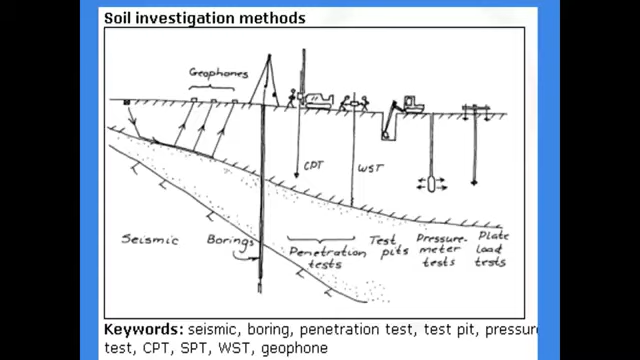 Soil investigation methods
Geophones
CPT
WST
Seismic
Borings
Penetration
tests
Test
pits
Pressure-
meter
tests
Plate
load
tests
Keywords: seismic, boring, penetration test, test pit, pressure
test, CPT, SPT, WST, geophone